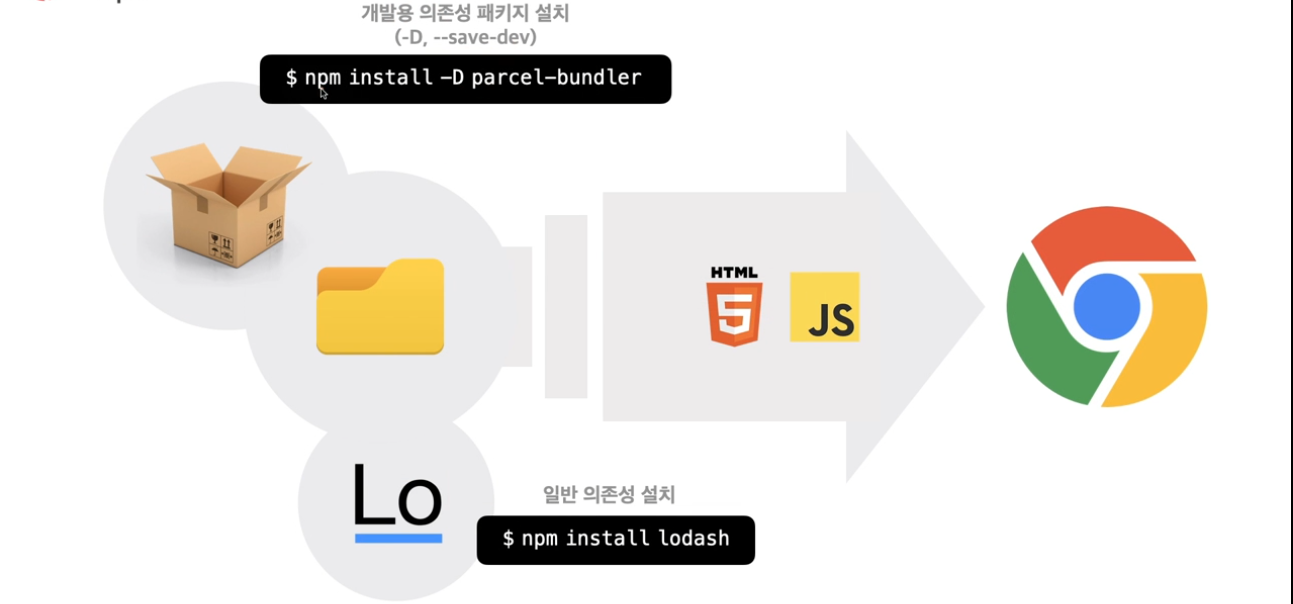 개발용 의존성 패키지 설치
(-D, --save-dev)
$ npm install -D parcel-bundler
HTML
5
JS
Lo
일반 의존성 설치
$ npm install lodash